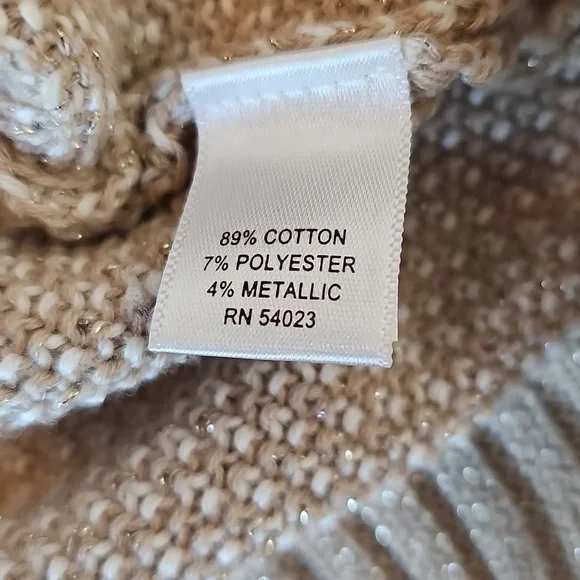 89% COTTON
7% POLYESTER
4% METALLIC
RN 54023